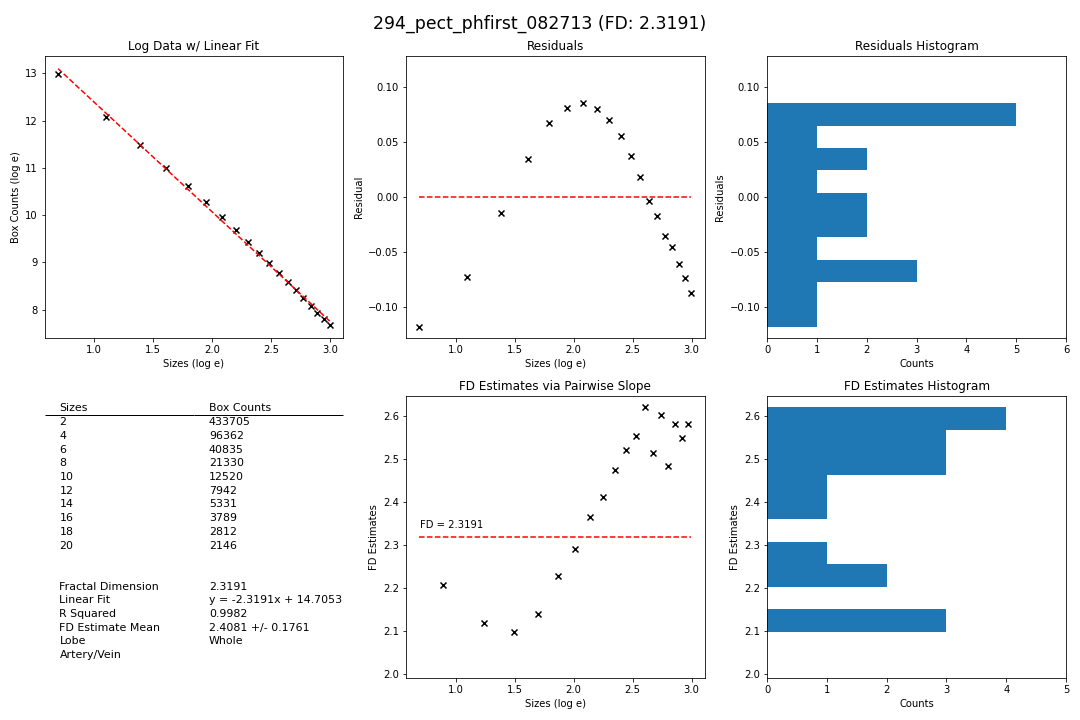 294_pect_phfirst_082713 (FD: 2.3191)
Log Data w/ Linear Fit
Box Counts (log e)
13
12
11
10
9
8
1.0 1.5 2.0 2.5 3.0
Sizes (log e)
Residuals
Residual
0.10
0.05
0.00
−0.05
−0.10
1.0 1.5 2.0 2.5 3.0
Sizes (log e)
Residuals Histogram
Residuals
0.10
0.05
0.00
−0.05
−0.10
0 1 2 3 4 5 6
Counts
Sizes Box Counts
2 433705
4 96362
6 40835
8 21330
10 12520
12 7942
14 5331
16 3789
18 2812
20 2146
Fractal Dimension 2.3191
Linear Fit y = -2.3191x + 14.7053
R Squared 0.9982
FD Estimate Mean 2.4081 +/- 0.1761
Lobe Whole
Artery/Vein
FD Estimates via Pairwise Slope
FD Estimates
2.6
2.5
2.4
2.3
2.2
2.1
2.0
FD = 2.3191
1.0 1.5 2.0 2.5 3.0
Sizes (log e)
FD Estimates Histogram
FD Estimates
2.6
2.5
2.4
2.3
2.2
2.1
2.0
0 1 2 3 4 5
Counts